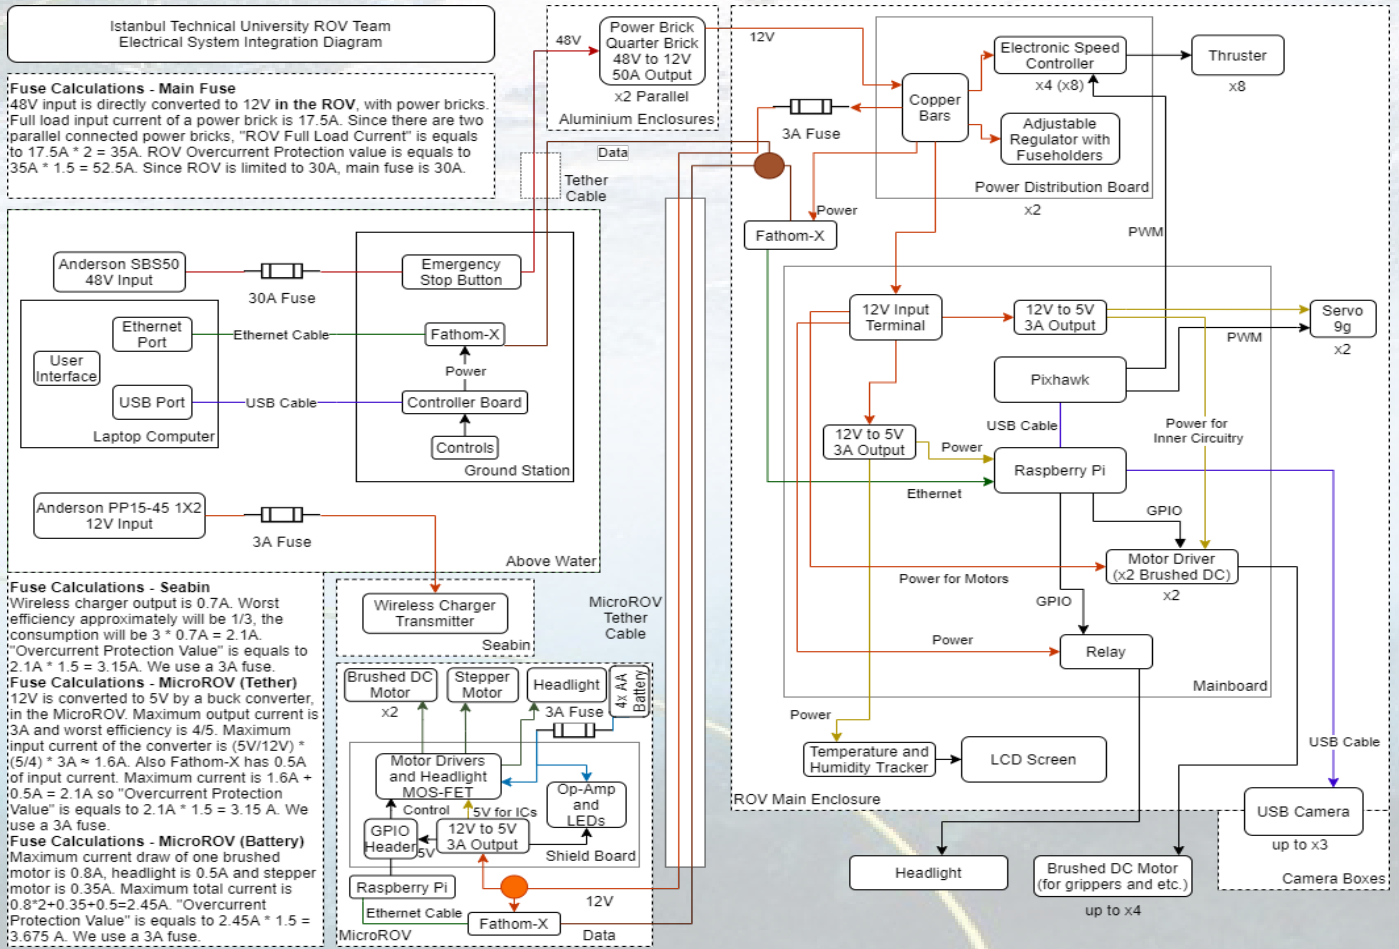 Istanbul Technical University ROV Team
Electrical System Integration Diagram
Fuse Calculations - Main Fuse
48V input is directly converted to 12V in the ROV, with power bricks.
Full load input current of a power brick is 17.5A. Since there are two
parallel connected power bricks, "ROV Full Load Current" is equals
to 17.5A * 2 = 35A. ROV Overcurrent Protection value is equals to
35A * 1.5 = 52.5A. Since ROV is limited to 30A, main fuse is 30A.
48V
Power Brick
Quarter Brick
48V to 12V
50A Output
x2 Parallel
Aluminium Enclosures
12V
Data
Tether
Cable
3A Fuse
Copper
Bars
Electronic Speed
Controller
x4 (x8)
Thruster
x8
Adjustable
Regulator with
Fuseholders
Power Distribution Board
x2
Power
Fathom-X
PWM
Anderson SBS50
48V Input
30A Fuse
Emergency
Stop Button
Ethernet
Port
Ethernet Cable
Fathom-X
User
Interface
Power
USB Port
USB Cable
Controller Board
Laptop Computer
Controls
Ground Station
Anderson PP15-45 1X2
12V Input
3A Fuse
Above Water
12V Input
Terminal
12V to 5V
3A Output
Servo
9g
x2
PWM
Pixhawk
USB Cable
Power for
Inner Circuitry
12V to 5V
3A Output
Power
Raspberry Pi
Ethernet
GPIO
Motor Driver
(x2 Brushed DC)
x2
Power for Motors
GPIO
Power
Relay
Mainboard
Power
Temperature and
Humidity Tracker
LCD Screen
USB Cable
ROV Main Enclosure
USB Camera
up to x3
Camera Boxes
Headlight
Brushed DC Motor
(for grippers and etc.)
up to x4
Fuse Calculations - Seabin
Wireless charger output is 0.7A. Worst
efficiency approximately will be 1/3, the
consumption will be 3 * 0.7A = 2.1A.
"Overcurrent Protection Value" is equals to
2.1A * 1.5 = 3.15A. We use a 3A fuse.
Fuse Calculations - MicroROV (Tether)
12V is converted to 5V by a buck converter,
in the MicroROV. Maximum output current is
3A and worst efficiency is 4/5. Maximum
input current of the converter is (5V/12V) *
(5/4) * 3A ≈ 1.6A. Also Fathom-X has 0.5A
of input current. Maximum current is 1.6A +
0.5A = 2.1A so "Overcurrent Protection
Value" is equals to 2.1A * 1.5 = 3.15 A. We
use a 3A fuse.
Fuse Calculations - MicroROV (Battery)
Maximum current draw of one brushed
motor is 0.8A, headlight is 0.5A and stepper
motor is 0.35A. Maximum total current is
0.8*2+0.35+0.5=2.45A. "Overcurrent
Protection Value" is equals to 2.45A * 1.5 =
3.675 A. We use a 3A fuse.
Wireless Charger
Transmitter
Seabin
MicroROV
Tether
Cable
Brushed DC
Motor
x2
Stepper
Motor
Headlight
4x AA
Battery
3A Fuse
Motor Drivers
and Headlight
MOS-FET
Op-Amp
and
LEDs
Control
5V for ICs
GPIO
Header
5V
12V to 5V
3A Output
Shield Board
Raspberry Pi
Ethernet Cable
Fathom-X
12V
Data
MicroROV